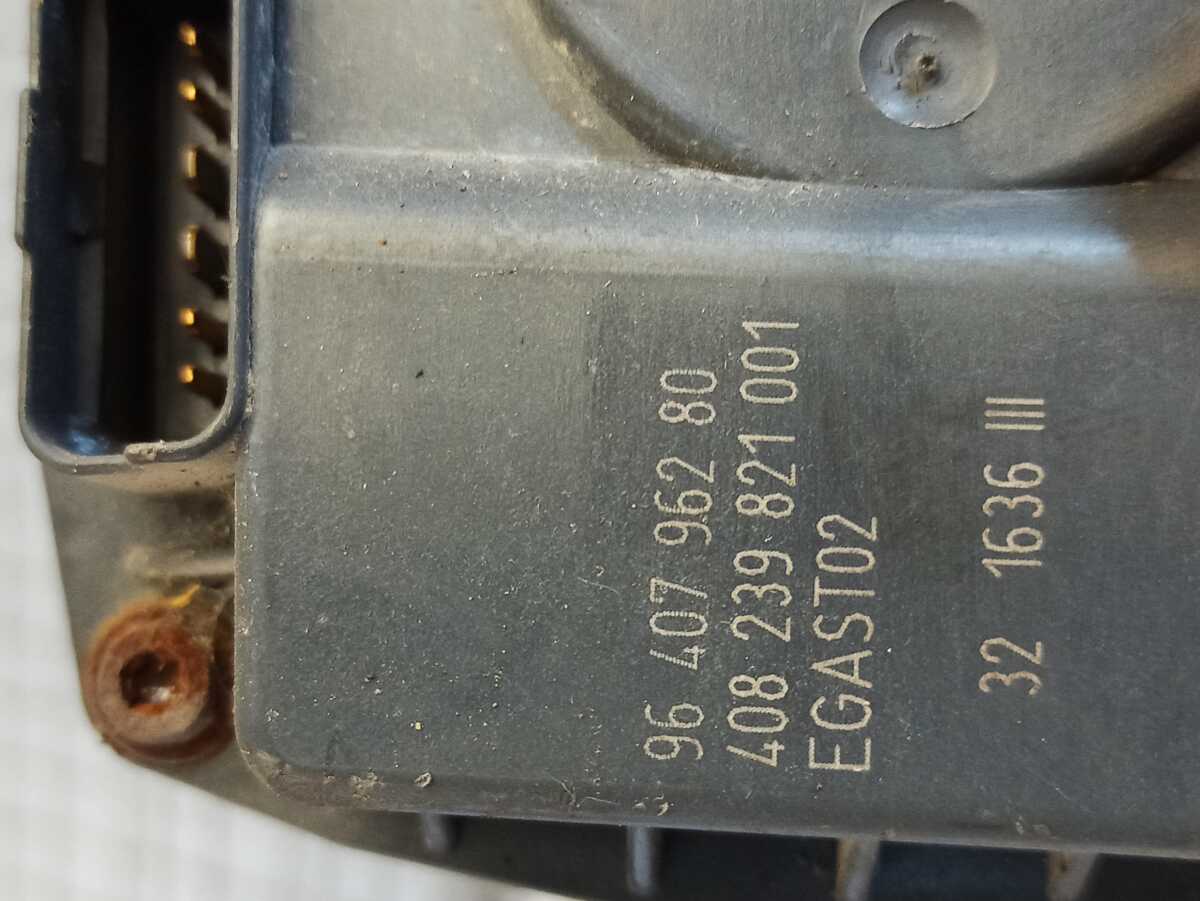 96 407 962 80
408 239 821 001
EGAST02
32 1636 III